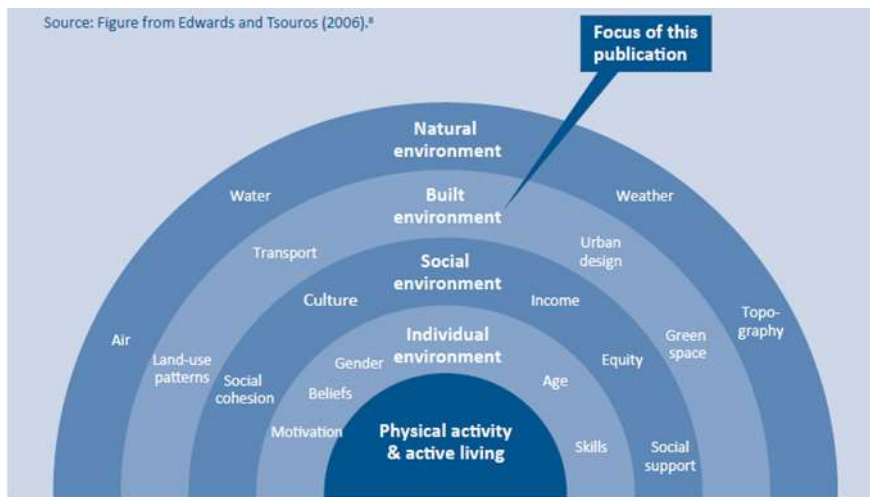 Source: Figure from Edwards and Tsouros (2006).⁸
Focus of this
publication
Natural
environment
Water
Weather
Air
Topo-
graphy
Built
environment
Transport
Urban
design
Land-use
patterns
Green
space
Social
environment
Culture
Income
Social
cohesion
Equity
Social
support
Individual
environment
Gender
Age
Beliefs
Motivation
Skills
Physical activity
& active living